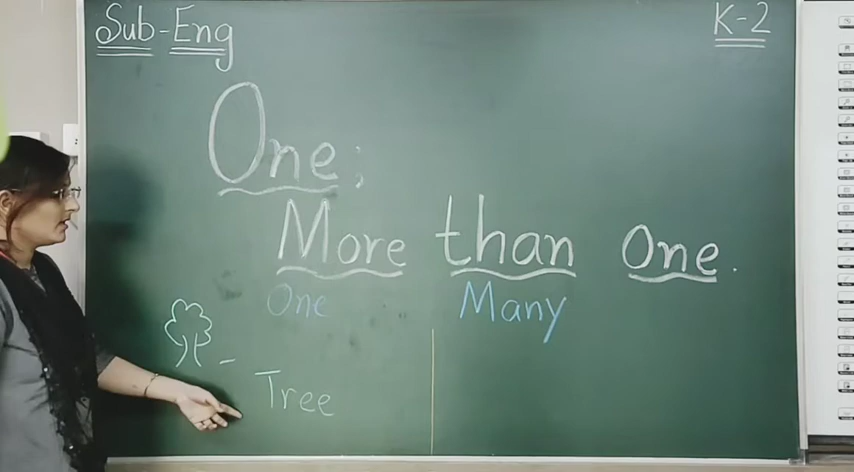 Sub-Eng
K-2
One;
More than One.
One Many
- Tree